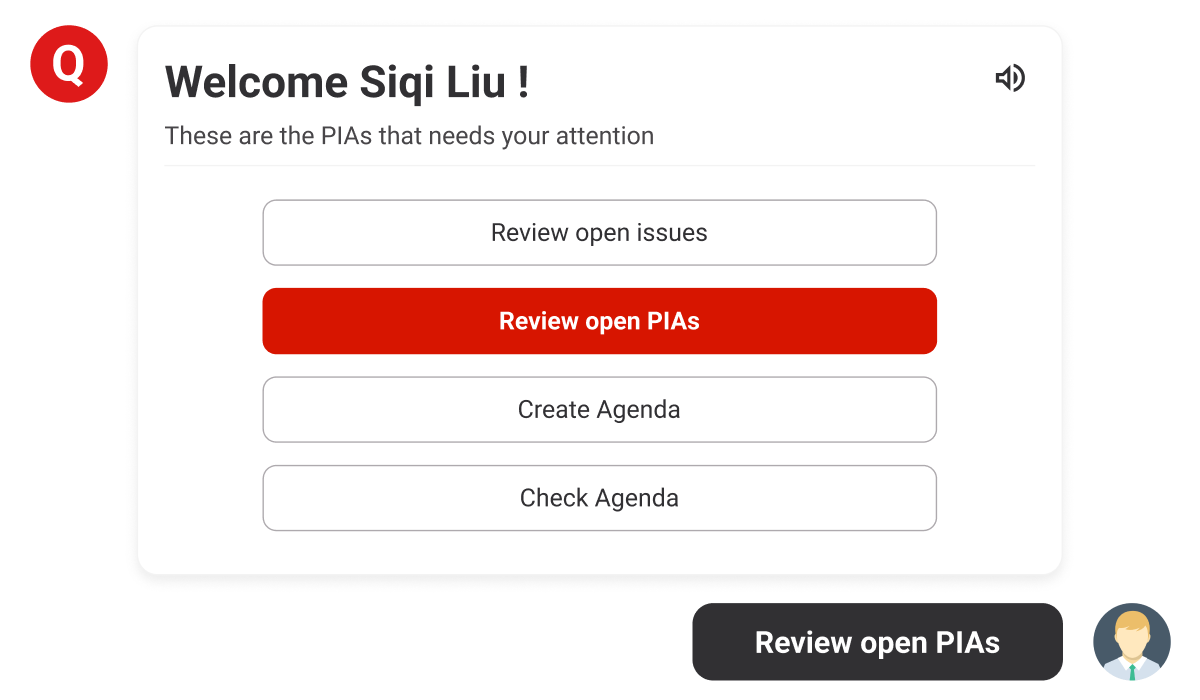 Q
Welcome Siqi Liu !
These are the PIAs that needs your attention
Review open issues
Review open PIAs
Create Agenda
Check Agenda
Review open PIAs